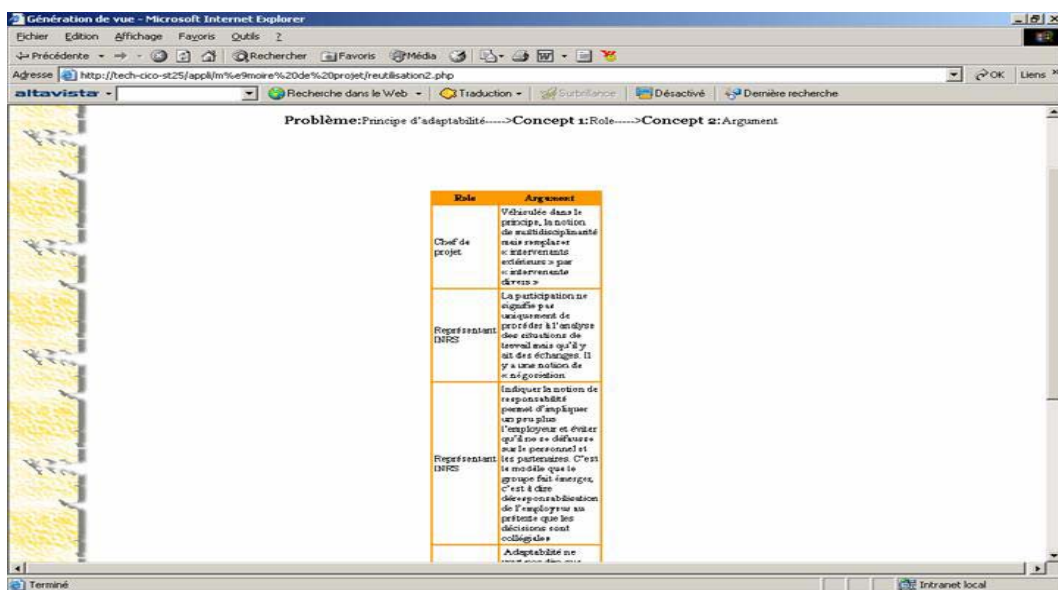 Génération de vue - Microsoft Internet Explorer
Fichier Edition Affichage Favoris Outils ?
Précédente Rechercher Favoris Média
Adresse http://tech-cico-st25/appli/m%e9moire%20de%20projet/reutilisation2.php OK Liens »
altavista Recherche dans le Web Traduction Surbrillance Désactivé Dernière recherche
Problème:Principe d'adaptabilité----->Concept 1:Role----->Concept 2:Argument
Role Argument
Chef de
projet
Véhiculée dans le
principe, la notion
de multidisciplinarité
mais remplacer
« intervenants
extérieurs » par
« intervenants
divers »
Représentant
INRS
La participation ne
signifie pas
uniquement de
procéder à l'analyse
des situations de
travail mais qu'il y
ait des échanges. Il
y a une notion de
« négociation
Représentant
INRS
Indiquer la notion de
responsabilité
permet d'impliquer
un peu plus
l'employeur et éviter
qu'il ne se défausse
sur le personnel et
les partenaires. C'est
le modèle que le
groupe fait émerger,
c'est à dire
déresponsabilisation
de l'employeur au
prétexte que les
décisions sont
collégiales
Adaptabilité ne
Terminé Intranet local